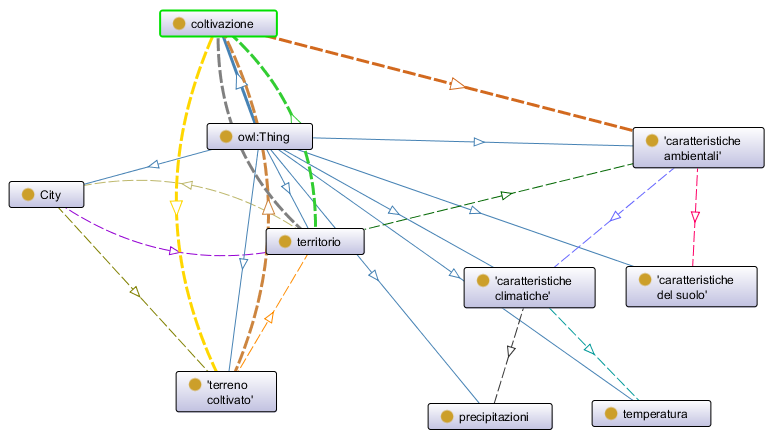 coltivazione
owl:Thing
'caratteristiche
ambientali'
City
territorio
'caratteristiche
climatiche'
'caratteristiche
del suolo'
'terreno
coltivato'
precipitazioni
temperatura